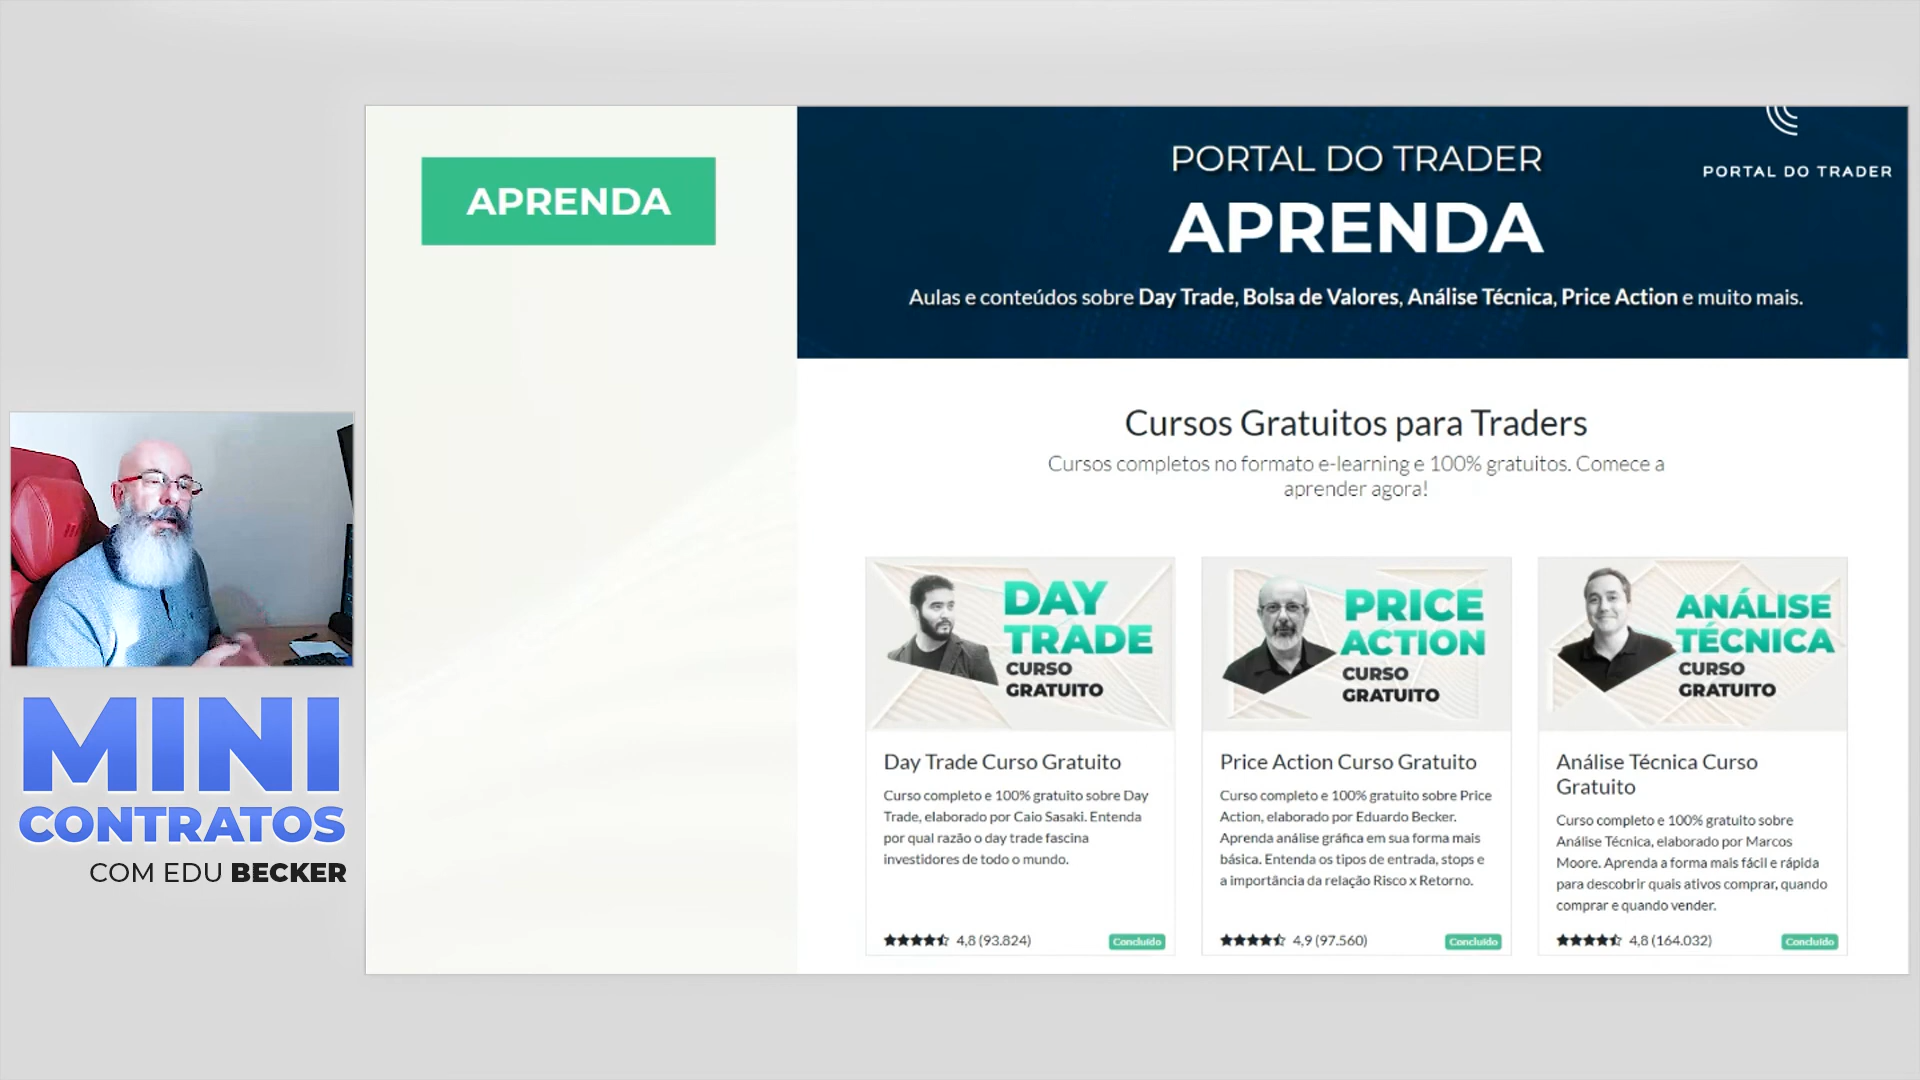 APRENDA
PORTAL DO TRADER
APRENDA
Aulas e conteúdos sobre Day Trade, Bolsa de Valores, Análise Técnica, Price Action e muito mais.
PORTAL DO TRADER
Cursos Gratuitos para Traders
Cursos completos no formato e-learning e 100% gratuitos. Comece a
aprender agora!
DAY
TRADE
CURSO
GRATUITO
Day Trade Curso Gratuito
Curso completo e 100% gratuito sobre Day
Trade, elaborado por Caio Sasaki. Entenda
por qual razão o day trade fascina
investidores de todo o mundo.
4,8 (93.824)
Concluído
PRICE
ACTION
CURSO
GRATUITO
Price Action Curso Gratuito
Curso completo e 100% gratuito sobre Price
Action, elaborado por Eduardo Becker.
Aprenda análise gráfica em sua forma mais
básica. Entenda os tipos de entrada, stops e
a importância da relação Risco x Retorno.
4,9 (97.560)
Concluído
ANÁLISE
TÉCNICA
CURSO
GRATUITO
Análise Técnica Curso
Gratuito
Curso completo e 100% gratuito sobre
Análise Técnica, elaborado por Marcos
Moore. Aprenda a forma mais fácil e rápida
para descobrir quais ativos comprar, quando
comprar e quando vender.
4,8 (164.032)
Concluído
MINI
CONTRATOS
COM EDU BECKER